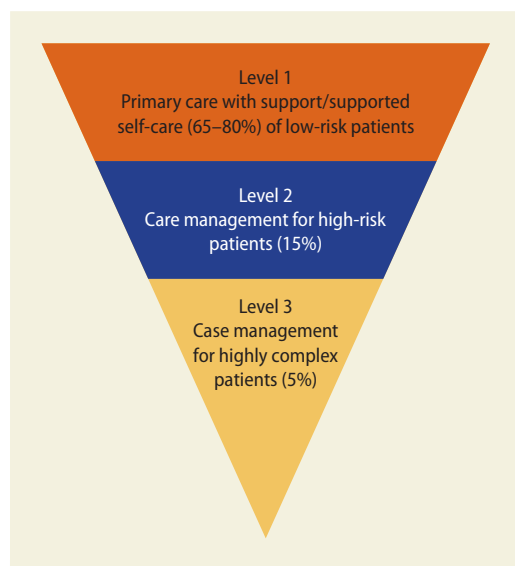 Level 1
Primary care with support/supported
self-care (65–80%) of low-risk patients
Level 2
Care management for high-risk
patients (15%)
Level 3
Case management
for highly complex
patients (5%)